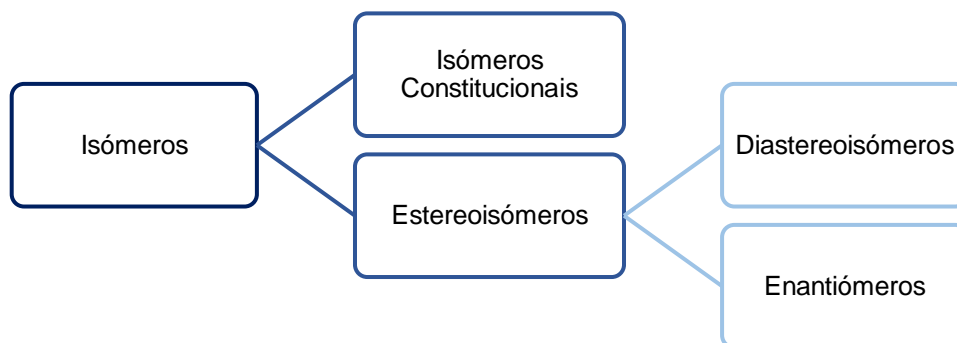 Isómeros
Isómeros
Constitucionais
Estereoisómeros
Diastereoisómeros
Enantiómeros